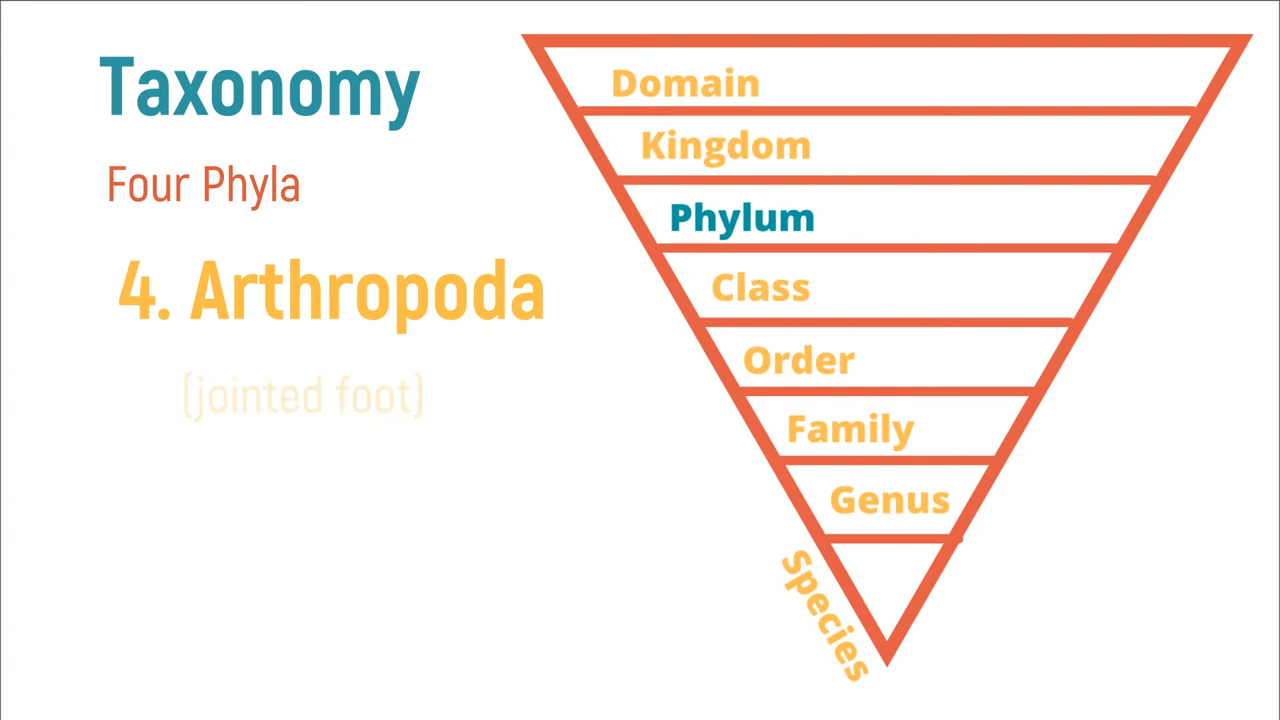 Taxonomy
Four Phyla
4. Arthropoda
(jointed foot)
Domain
Kingdom
Phylum
Class
Order
Family
Genus
Species